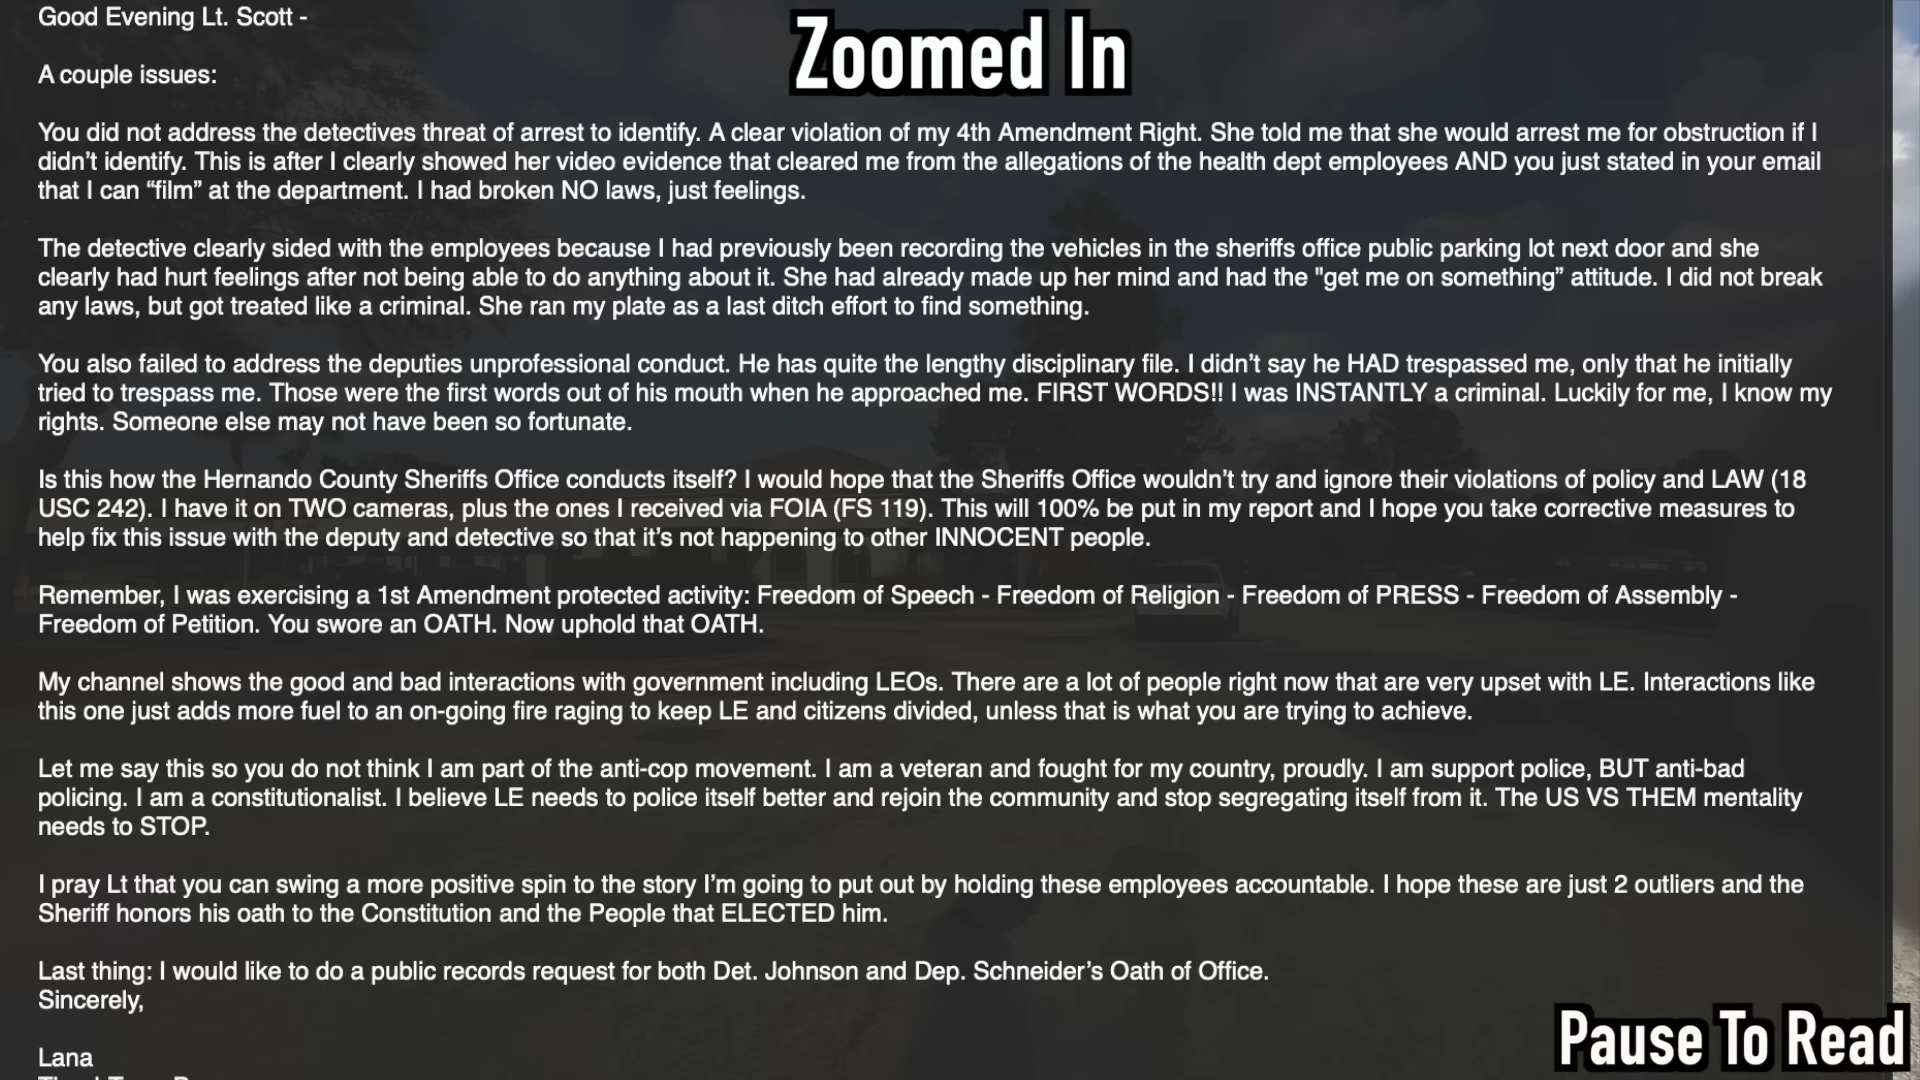 Good Evening Lt. Scott -
Zoomed In
A couple issues:
You did not address the detectives threat of arrest to identify. A clear violation of my 4th Amendment Right. She told me that she would arrest me for obstruction if I
didn’t identify. This is after I clearly showed her video evidence that cleared me from the allegations of the health dept employees AND you just stated in your email
that I can “film” at the department. I had broken NO laws, just feelings.
The detective clearly sided with the employees because I had previously been recording the vehicles in the sheriffs office public parking lot next door and she
clearly had hurt feelings after not being able to do anything about it. She had already made up her mind and had the "get me on something” attitude. I did not break
any laws, but got treated like a criminal. She ran my plate as a last ditch effort to find something.
You also failed to address the deputies unprofessional conduct. He has quite the lengthy disciplinary file. I didn’t say he HAD trespassed me, only that he initially
tried to trespass me. Those were the first words out of his mouth when he approached me. FIRST WORDS!! I was INSTANTLY a criminal. Luckily for me, I know my
rights. Someone else may not have been so fortunate.
Is this how the Hernando County Sheriffs Office conducts itself? I would hope that the Sheriffs Office wouldn’t try and ignore their violations of policy and LAW (18
USC 242). I have it on TWO cameras, plus the ones I received via FOIA (FS 119). This will 100% be put in my report and I hope you take corrective measures to
help fix this issue with the deputy and detective so that it’s not happening to other INNOCENT people.
Remember, I was exercising a 1st Amendment protected activity: Freedom of Speech - Freedom of Religion - Freedom of PRESS - Freedom of Assembly -
Freedom of Petition. You swore an OATH. Now uphold that OATH.
My channel shows the good and bad interactions with government including LEOs. There are a lot of people right now that are very upset with LE. Interactions like
this one just adds more fuel to an on-going fire raging to keep LE and citizens divided, unless that is what you are trying to achieve.
Let me say this so you do not think I am part of the anti-cop movement. I am a veteran and fought for my country, proudly. I am support police, BUT anti-bad
policing. I am a constitutionalist. I believe LE needs to police itself better and rejoin the community and stop segregating itself from it. The US VS THEM mentality
needs to STOP.
I pray Lt that you can swing a more positive spin to the story I’m going to put out by holding these employees accountable. I hope these are just 2 outliers and the
Sheriff honors his oath to the Constitution and the People that ELECTED him.
Last thing: I would like to do a public records request for both Det. Johnson and Dep. Schneider’s Oath of Office.
Sincerely,
Lana
Pause To Read